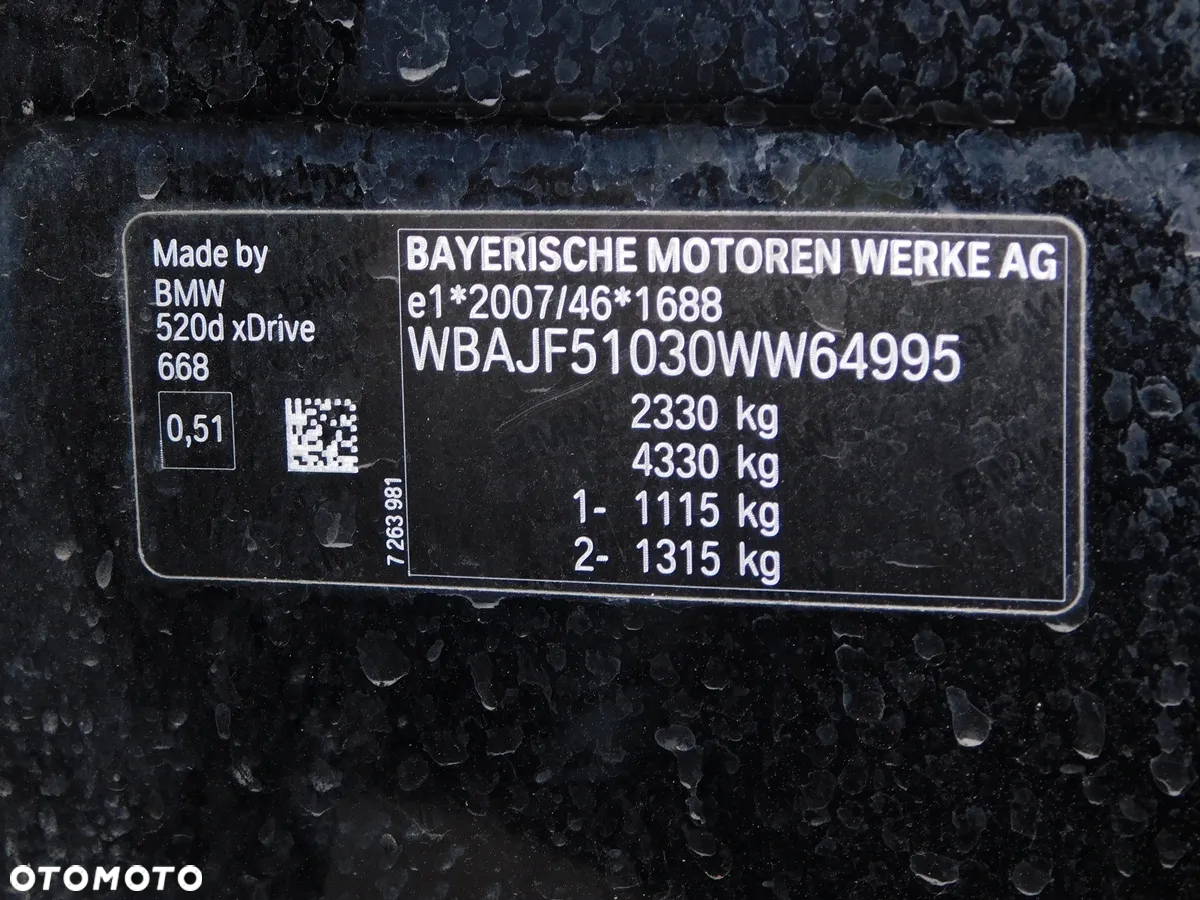 Made by
BMW
520d xDrive
668
0,51
7 263 981
BAYERISCHE MOTOREN WERKE AG
e1*2007/46*1688
WBAJF51030WW64995
2330 kg
4330 kg
1- 1115 kg
2- 1315 kg
OTOMOTO